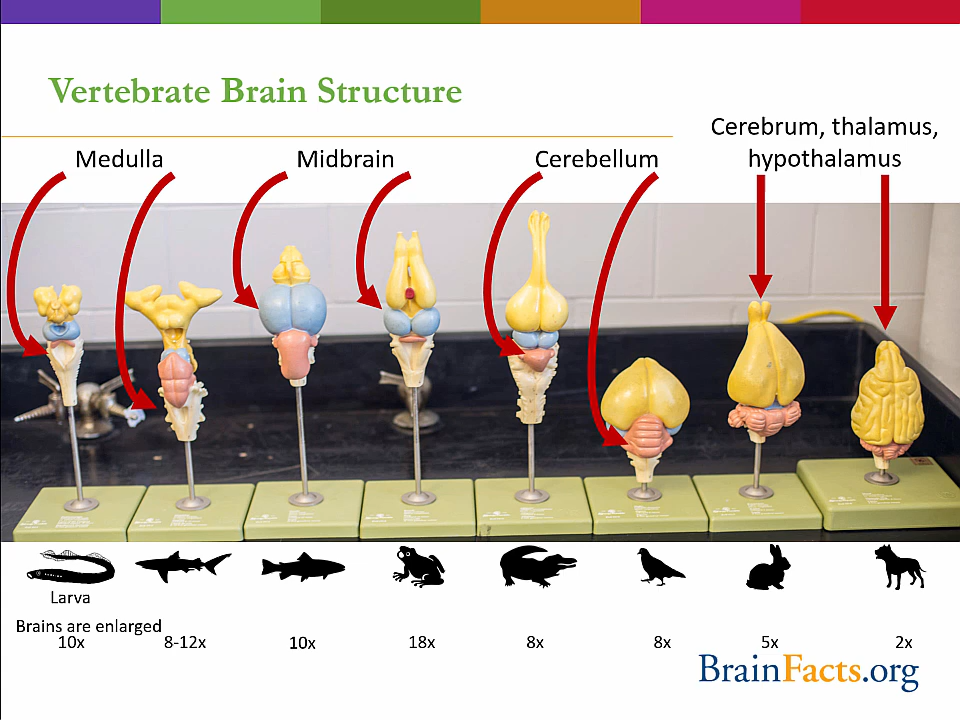 Vertebrate Brain Structure
Medulla
Midbrain
Cerebellum
Cerebrum, thalamus,
hypothalamus
Larva
Brains are enlarged
10x
8-12x
10x
18x
8x
8x
5x
2x
BrainFacts.org